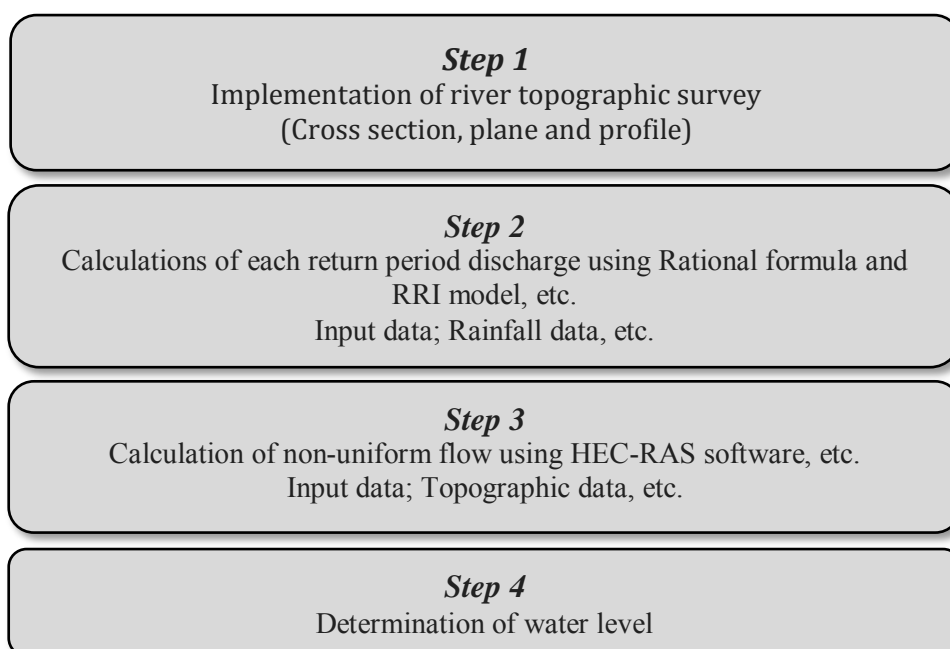 Step 1
Implementation of river topographic survey
(Cross section, plane and profile)
Step 2
Calculations of each return period discharge using Rational formula and
RRI model, etc.
Input data; Rainfall data, etc.
Step 3
Calculation of non-uniform flow using HEC-RAS software, etc.
Input data; Topographic data, etc.
Step 4
Determination of water level